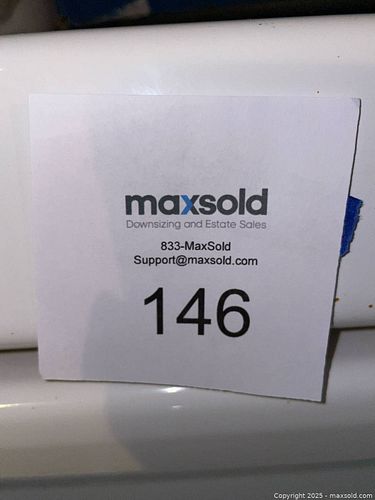 maxsold
Downsizing and Estate Sales
833-MaxSold
Support@maxsold.com
146
Copyright 2025 - maxsold.com